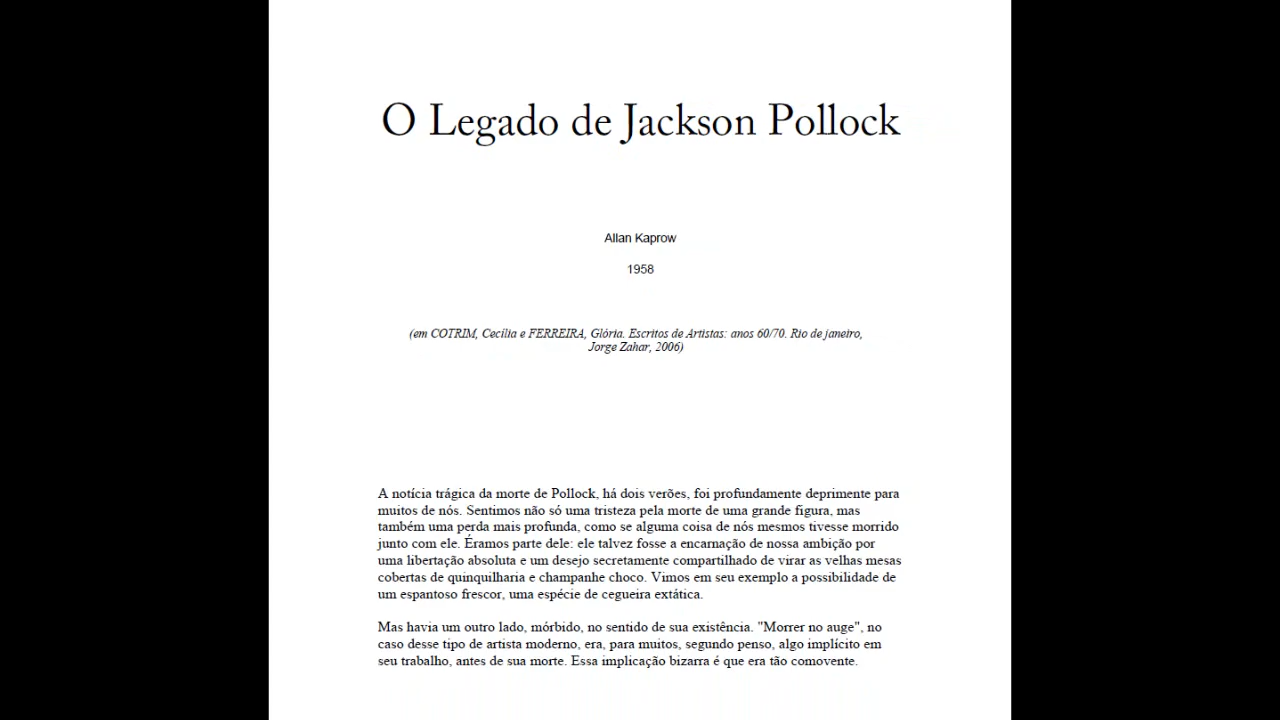 O Legado de Jackson Pollock
Allan Kaprow
1958
(em COTRIM, Cecília e FERREIRA, Glória. Escritos de Artistas: anos 60/70. Rio de janeiro,
Jorge Zahar, 2006)
A notícia trágica da morte de Pollock, há dois verões, foi profundamente deprimente para
muitos de nós. Sentimos não só uma tristeza pela morte de uma grande figura, mas
também uma perda mais profunda, como se alguma coisa de nós mesmos tivesse morrido
junto com ele. Éramos parte dele: ele talvez fosse a encarnação de nossa ambição por
uma libertação absoluta e um desejo secretamente compartilhado de virar as velhas mesas
cobertas de quinquilharia e champanhe choco. Vimos em seu exemplo a possibilidade de
um espantoso frescor, uma espécie de cegueira extática.
Mas havia um outro lado, mórbido, no sentido de sua existência. "Morrer no auge", no
caso desse tipo de artista moderno, era, para muitos, segundo penso, algo implícito em
seu trabalho, antes de sua morte. Essa implicação bizarra é que era tão comovente.